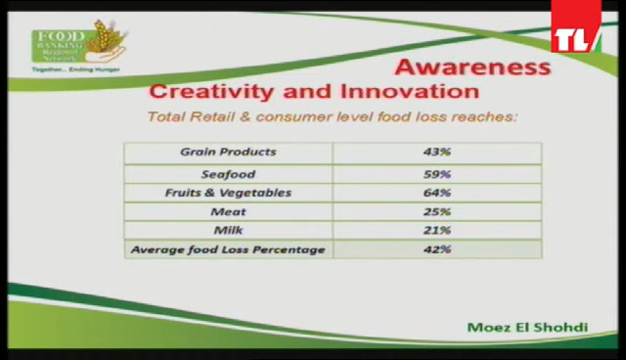 FOOD
BANKING
Regional
Network
Together... Ending Hunger
TL
Awareness
Creativity and Innovation
Total Retail & consumer level food loss reaches:
Grain Products 43%
Seafood 59%
Fruits & Vegetables 64%
Meat 25%
Milk 21%
Average food Loss Percentage 42%
Moez El Shohdi